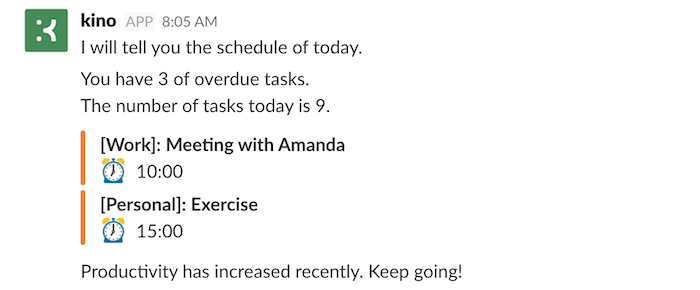 kino APP 8:05 AM
I will tell you the schedule of today.
You have 3 of overdue tasks.
The number of tasks today is 9.
[Work]: Meeting with Amanda
10:00
[Personal]: Exercise
15:00
Productivity has increased recently. Keep going!